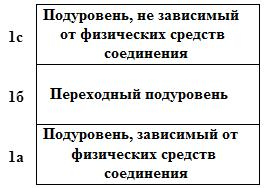 Подуровень, не зависимый
1с от физических средств
соединения
1б Переходный подуровень
Подуровень, зависимый от
1а физических средств
соединения